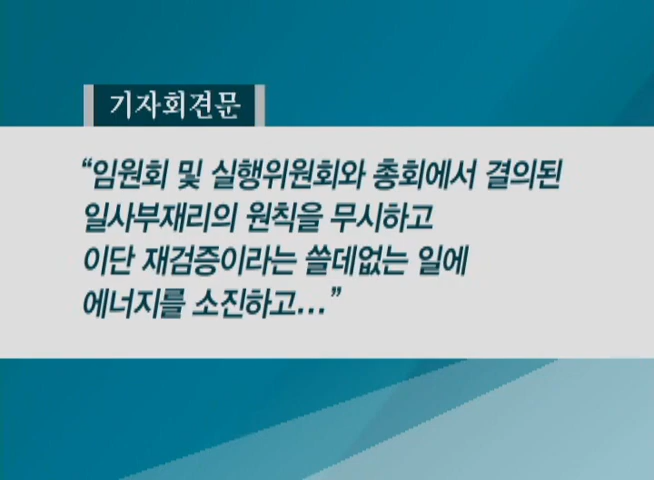 기자회견문
“임원회 및 실행위원회와 총회에서 결의된
일사부재리의 원칙을 무시하고
이단 재검증이라는 쓸데없는 일에
에너지를 소진하고...”